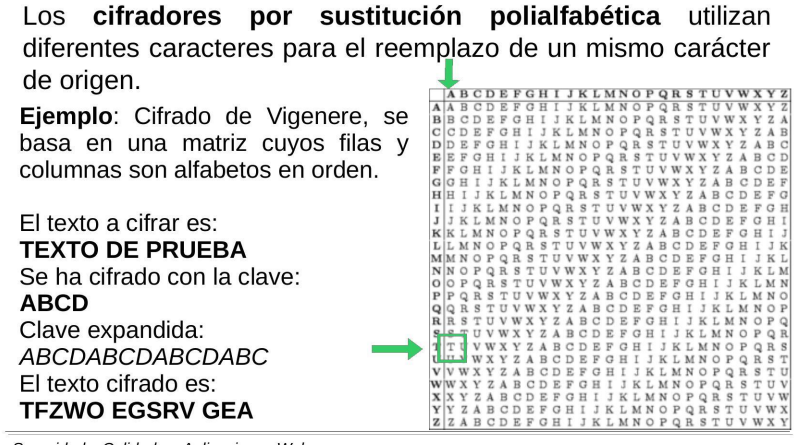 Los cifradores por sustitución polialfabética utilizan
diferentes caracteres para el reemplazo de un mismo carácter
de origen.
Ejemplo: Cifrado de Vigenere, se
basa en una matriz cuyos filas y
columnas son alfabetos en orden.
El texto a cifrar es:
TEXTO DE PRUEBA
Se ha cifrado con la clave:
ABCD
Clave expandida:
ABCDABCDABCDABC
El texto cifrado es:
TFZWO EGSRV GEA
A B C D E F G H I J K L M N O P Q R S T U V W X Y Z
A A B C D E F G H I J K L M N O P Q R S T U V W X Y Z
B B C D E F G H I J K L M N O P Q R S T U V W X Y Z A
C C D E F G H I J K L M N O P Q R S T U V W X Y Z A B
D D E F G H I J K L M N O P Q R S T U V W X Y Z A B C
E E F G H I J K L M N O P Q R S T U V W X Y Z A B C D
F F G H I J K L M N O P Q R S T U V W X Y Z A B C D E
G G H I J K L M N O P Q R S T U V W X Y Z A B C D E F
H H I J K L M N O P Q R S T U V W X Y Z A B C D E F G
I I J K L M N O P Q R S T U V W X Y Z A B C D E F G H
J J K L M N O P Q R S T U V W X Y Z A B C D E F G H I
K K L M N O P Q R S T U V W X Y Z A B C D E F G H I J
L L M N O P Q R S T U V W X Y Z A B C D E F G H I J K
M M N O P Q R S T U V W X Y Z A B C D E F G H I J K L
N N O P Q R S T U V W X Y Z A B C D E F G H I J K L M
O O P Q R S T U V W X Y Z A B C D E F G H I J K L M N
P P Q R S T U V W X Y Z A B C D E F G H I J K L M N O
Q Q R S T U V W X Y Z A B C D E F G H I J K L M N O P
R R S T U V W X Y Z A B C D E F G H I J K L M N O P Q
S S T U V W X Y Z A B C D E F G H I J K L M N O P Q R
T T U V W X Y Z A B C D E F G H I J K L M N O P Q R S
U U V W X Y Z A B C D E F G H I J K L M N O P Q R S T
V V W X Y Z A B C D E F G H I J K L M N O P Q R S T U
W W X Y Z A B C D E F G H I J K L M N O P Q R S T U V
X X Y Z A B C D E F G H I J K L M N O P Q R S T U V W
Y Y Z A B C D E F G H I J K L M N O P Q R S T U V W X
Z Z A B C D E F G H I J K L M N O P Q R S T U V W X Y